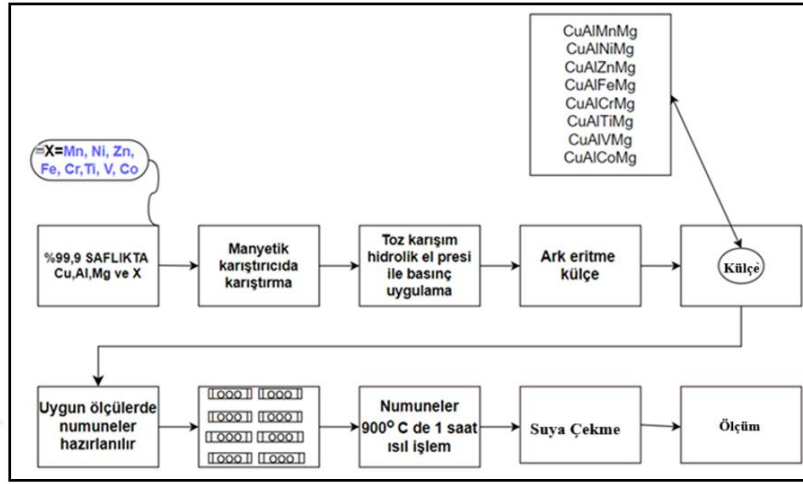 CuAlMnMg
CuAlNiMg
CuAlZnMg
CuAlFeMg
CuAlCrMg
CuAlTiMg
CuAlVMg
CuAlCoMg
X=Mn, Ni, Zn,
Fe, Cr,Ti, V, Co
%99,9 SAFLIKTA
Cu,Al,Mg ve X
Manyetik
karıştırıcıda
karıştırma
Toz karışım
hidrolik el presi
ile basınç
uygulama
Ark eritme
külçe
Külçe
Uygun ölçülerde
numuneler
hazırlanılır
Numuneler
900° C de 1 saat
ısıl işlem
Suya Çekme
Ölçüm